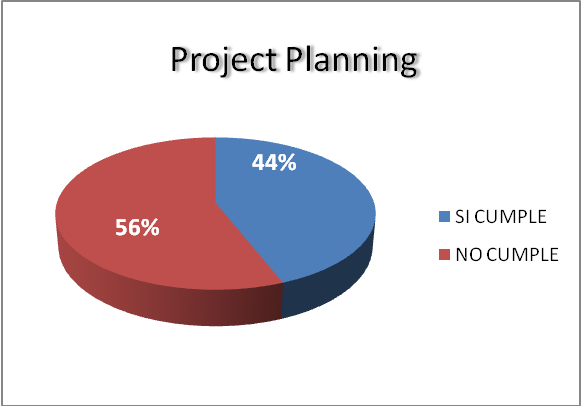 Project Planning
44%
56%
SI CUMPLE
NO CUMPLE